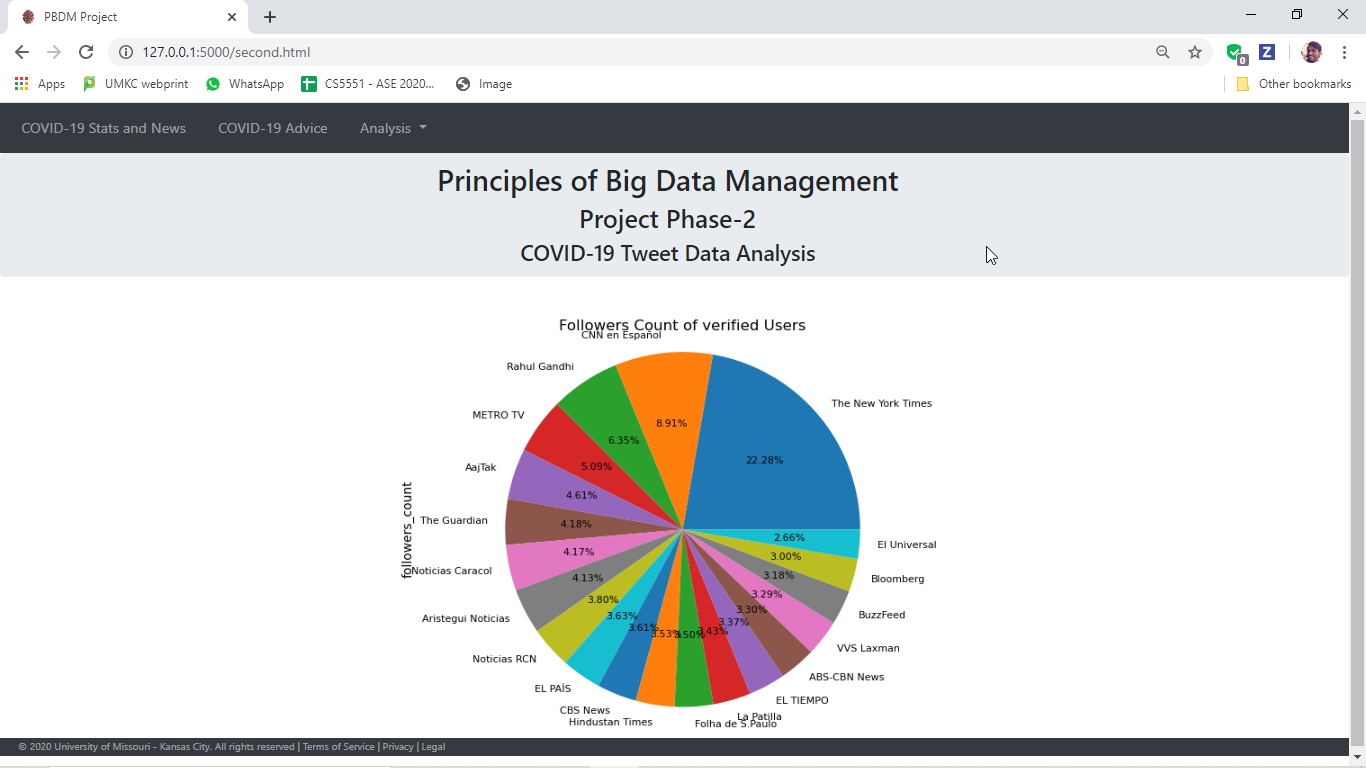 PBDM Project
127.0.0.1:5000/second.html
0
Z
Apps
UMKC webprint
WhatsApp
CS5551 - ASE 2020...
Image
Other bookmarks
COVID-19 Stats and News
COVID-19 Advice
Analysis
Principles of Big Data Management
Project Phase-2
COVID-19 Tweet Data Analysis
Followers Count of verified Users
CNN en Español
Rahul Gandhi
The New York Times
METRO TV
8.91%
6.35%
22.28%
5.09%
AajTak
4.61%
followers_count
The Guardian
4.18%
2.66%
El Universal
4.17%
3.00%
Noticias Caracol
4.13%
3.18%
Bloomberg
3.80%
3.29%
Aristegui Noticias
3.63%
3.30%
BuzzFeed
3.61%
3.53%
3.50%
3.43%
3.37%
VVS Laxman
Noticias RCN
ABS-CBN News
EL PAÍS
EL TIEMPO
CBS News
La Patilla
Hindustan Times
Folha de S.Paulo
© 2020 University of Missouri - Kansas City. All rights reserved | Terms of Service | Privacy | Legal